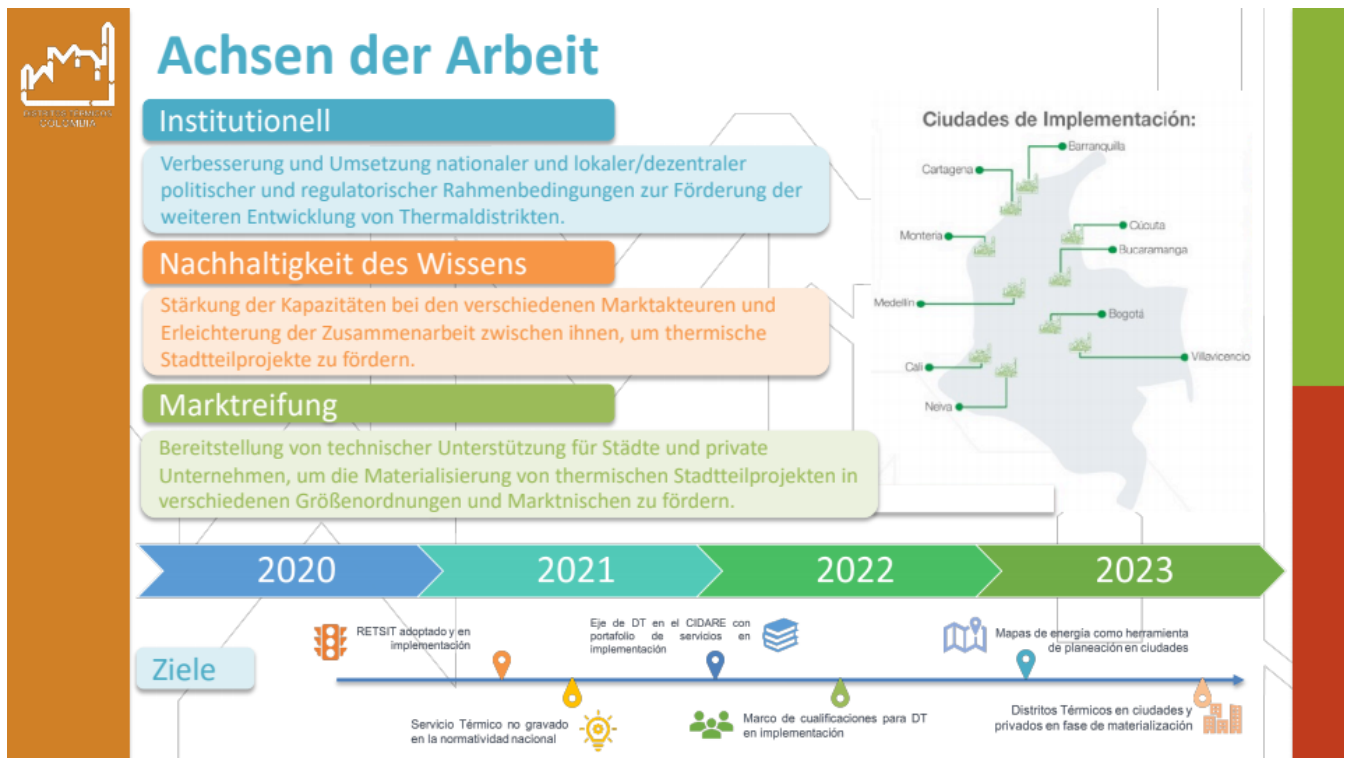 Achsen der Arbeit
DISTRITOS TÉRMICOS
COLOMBIA
Institutionell
Verbesserung und Umsetzung nationaler und lokaler/dezentraler
politischer und regulatorischer Rahmenbedingungen zur Förderung der
weiteren Entwicklung von Thermaldistrikten.
Nachhaltigkeit des Wissens
Stärkung der Kapazitäten bei den verschiedenen Marktakteuren und
Erleichterung der Zusammenarbeit zwischen ihnen, um thermische
Stadtteilprojekte zu fördern.
Marktreifung
Bereitstellung von technischer Unterstützung für Städte und private
Unternehmen, um die Materialisierung von thermischen Stadtteilprojekten in
verschiedenen Größenordnungen und Marktnischen zu fördern.
Ciudades de Implementación:
Barranquilla
Cartagena
Cúcuta
Montería
Bucaramanga
Medellín
Bogotá
Villavicencio
Cali
Neiva
2020
2021
2022
2023
Ziele
RETSIT adoptado y en
implementación
Eje de DT en el CIDARE con
portafolio de servicios en
implementación
Mapas de energía como herramienta
de planeación en ciudades
Servicio Térmico no gravado
en la normatividad nacional
Marco de cualificaciones para DT
en implementación
Distritos Térmicos en ciudades y
privados en fase de materialización